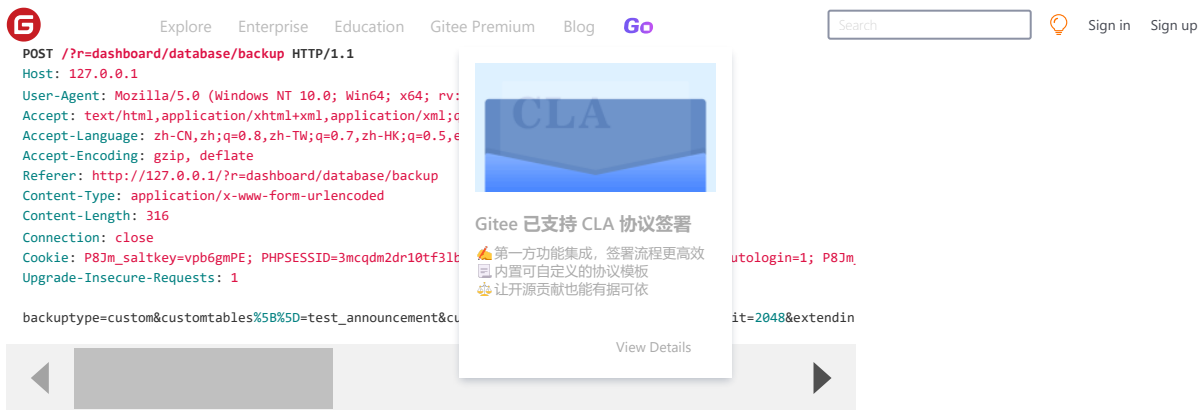 G Explore Enterprise Education Gitee Premium Blog Go Search Sign in Sign up
POST /?r=dashboard/database/backup HTTP/1.1
Host: 127.0.0.1
User-Agent: Mozilla/5.0 (Windows NT 10.0; Win64; x64; rv:
Accept: text/html,application/xhtml+xml,application/xml;
Accept-Language: zh-CN,zh;q=0.8,zh-TW;q=0.7,zh-HK;q=0.5,e
Accept-Encoding: gzip, deflate
Referer: http://127.0.0.1/?r=dashboard/database/backup
Content-Type: application/x-www-form-urlencoded
Content-Length: 316
Connection: close
Cookie: P8Jm_saltkey=vpb6gmPE; PHPSESSID=3mcqdm2dr10tf3lb utologin=1; P8Jm_
Upgrade-Insecure-Requests: 1
backuptype=custom&customtables%5B%5D=test_announcement&cu it=2048&extendin
CLA
Gitee 已支持 CLA 协议签署
✍️第一方功能集成，签署流程更高效
📃内置可自定义的协议模板
⚖️让开源贡献也能有据可依
View Details